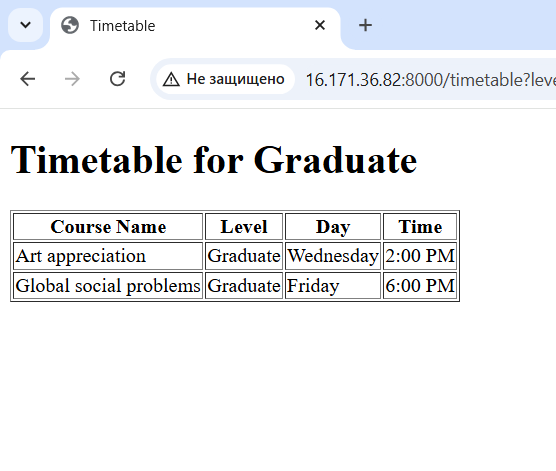 Timetable
Не защищено 16.171.36.82:8000/timetable?leve
Timetable for Graduate
Course Name Level Day Time
Art appreciation Graduate Wednesday 2:00 PM
Global social problems Graduate Friday 6:00 PM